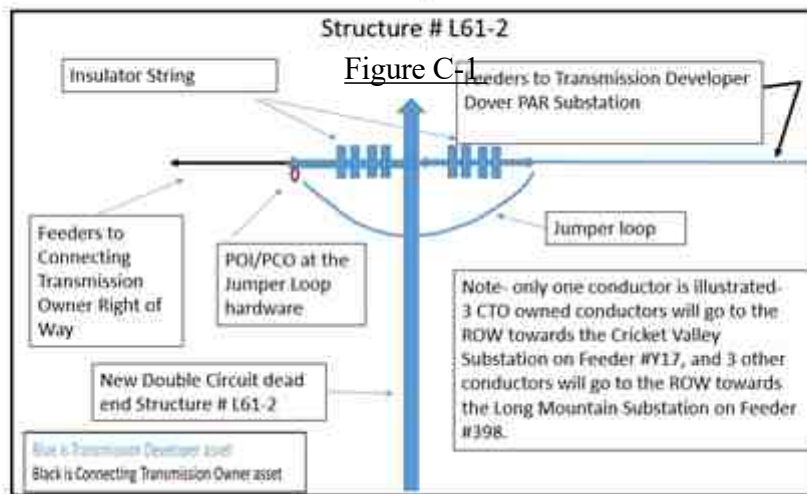 Structure # L61-2
Figure C-1
Insulator String
Feeders to Transmission Developer
Dover PAR Substation
Feeders to
Connecting
Transmission
Owner Right of
Way
POI/PCO at the
Jumper Loop
hardware
Jumper loop
Note- only one conductor is illustrated-
3 CTO owned conductors will go to the
ROW towards the Cricket Valley
Substation on Feeder #Y17, and 3 other
conductors will go to the ROW towards
the Long Mountain Substation on Feeder
#398.
New Double Circuit dead
end Structure # L61-2
Blue is Transmission Developer asset
Black is Connecting Transmission Owner asset